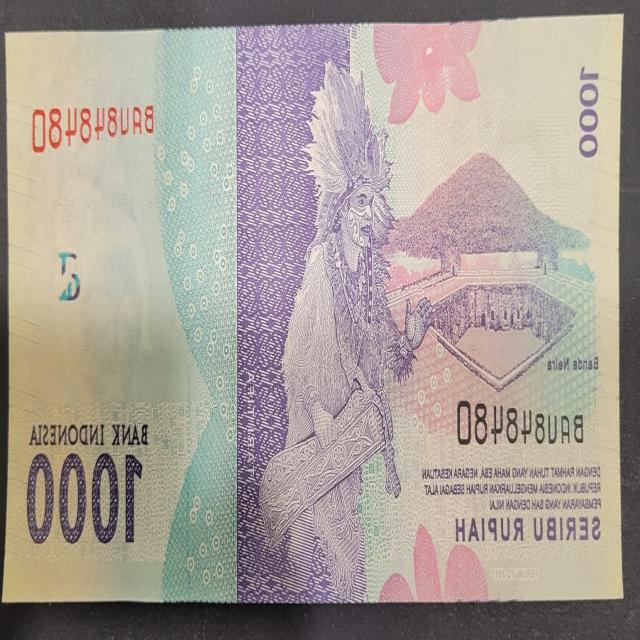 1000
BAU848480
Banda Neira
BAU848480
DENGAN RAHMAT TUHAN YANG MAHA ESA, NEGARA KESATUAN
REPUBLIK INDONESIA MENGELUARKAN RUPIAH SEBAGAI ALAT
PEMBAYARAN YANG SAH DENGAN NILAI
SERIBU RUPIAH
BANK INDONESIA
1000